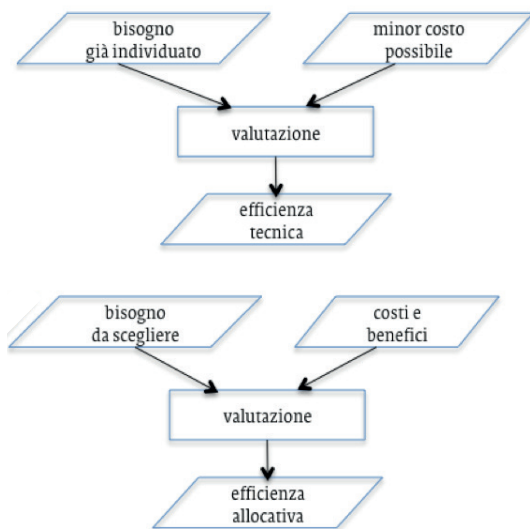 bisogno
già individuato
minor costo
possibile
valutazione
efficienza
tecnica
bisogno
da scegliere
costi e
benefici
valutazione
efficienza
allocativa